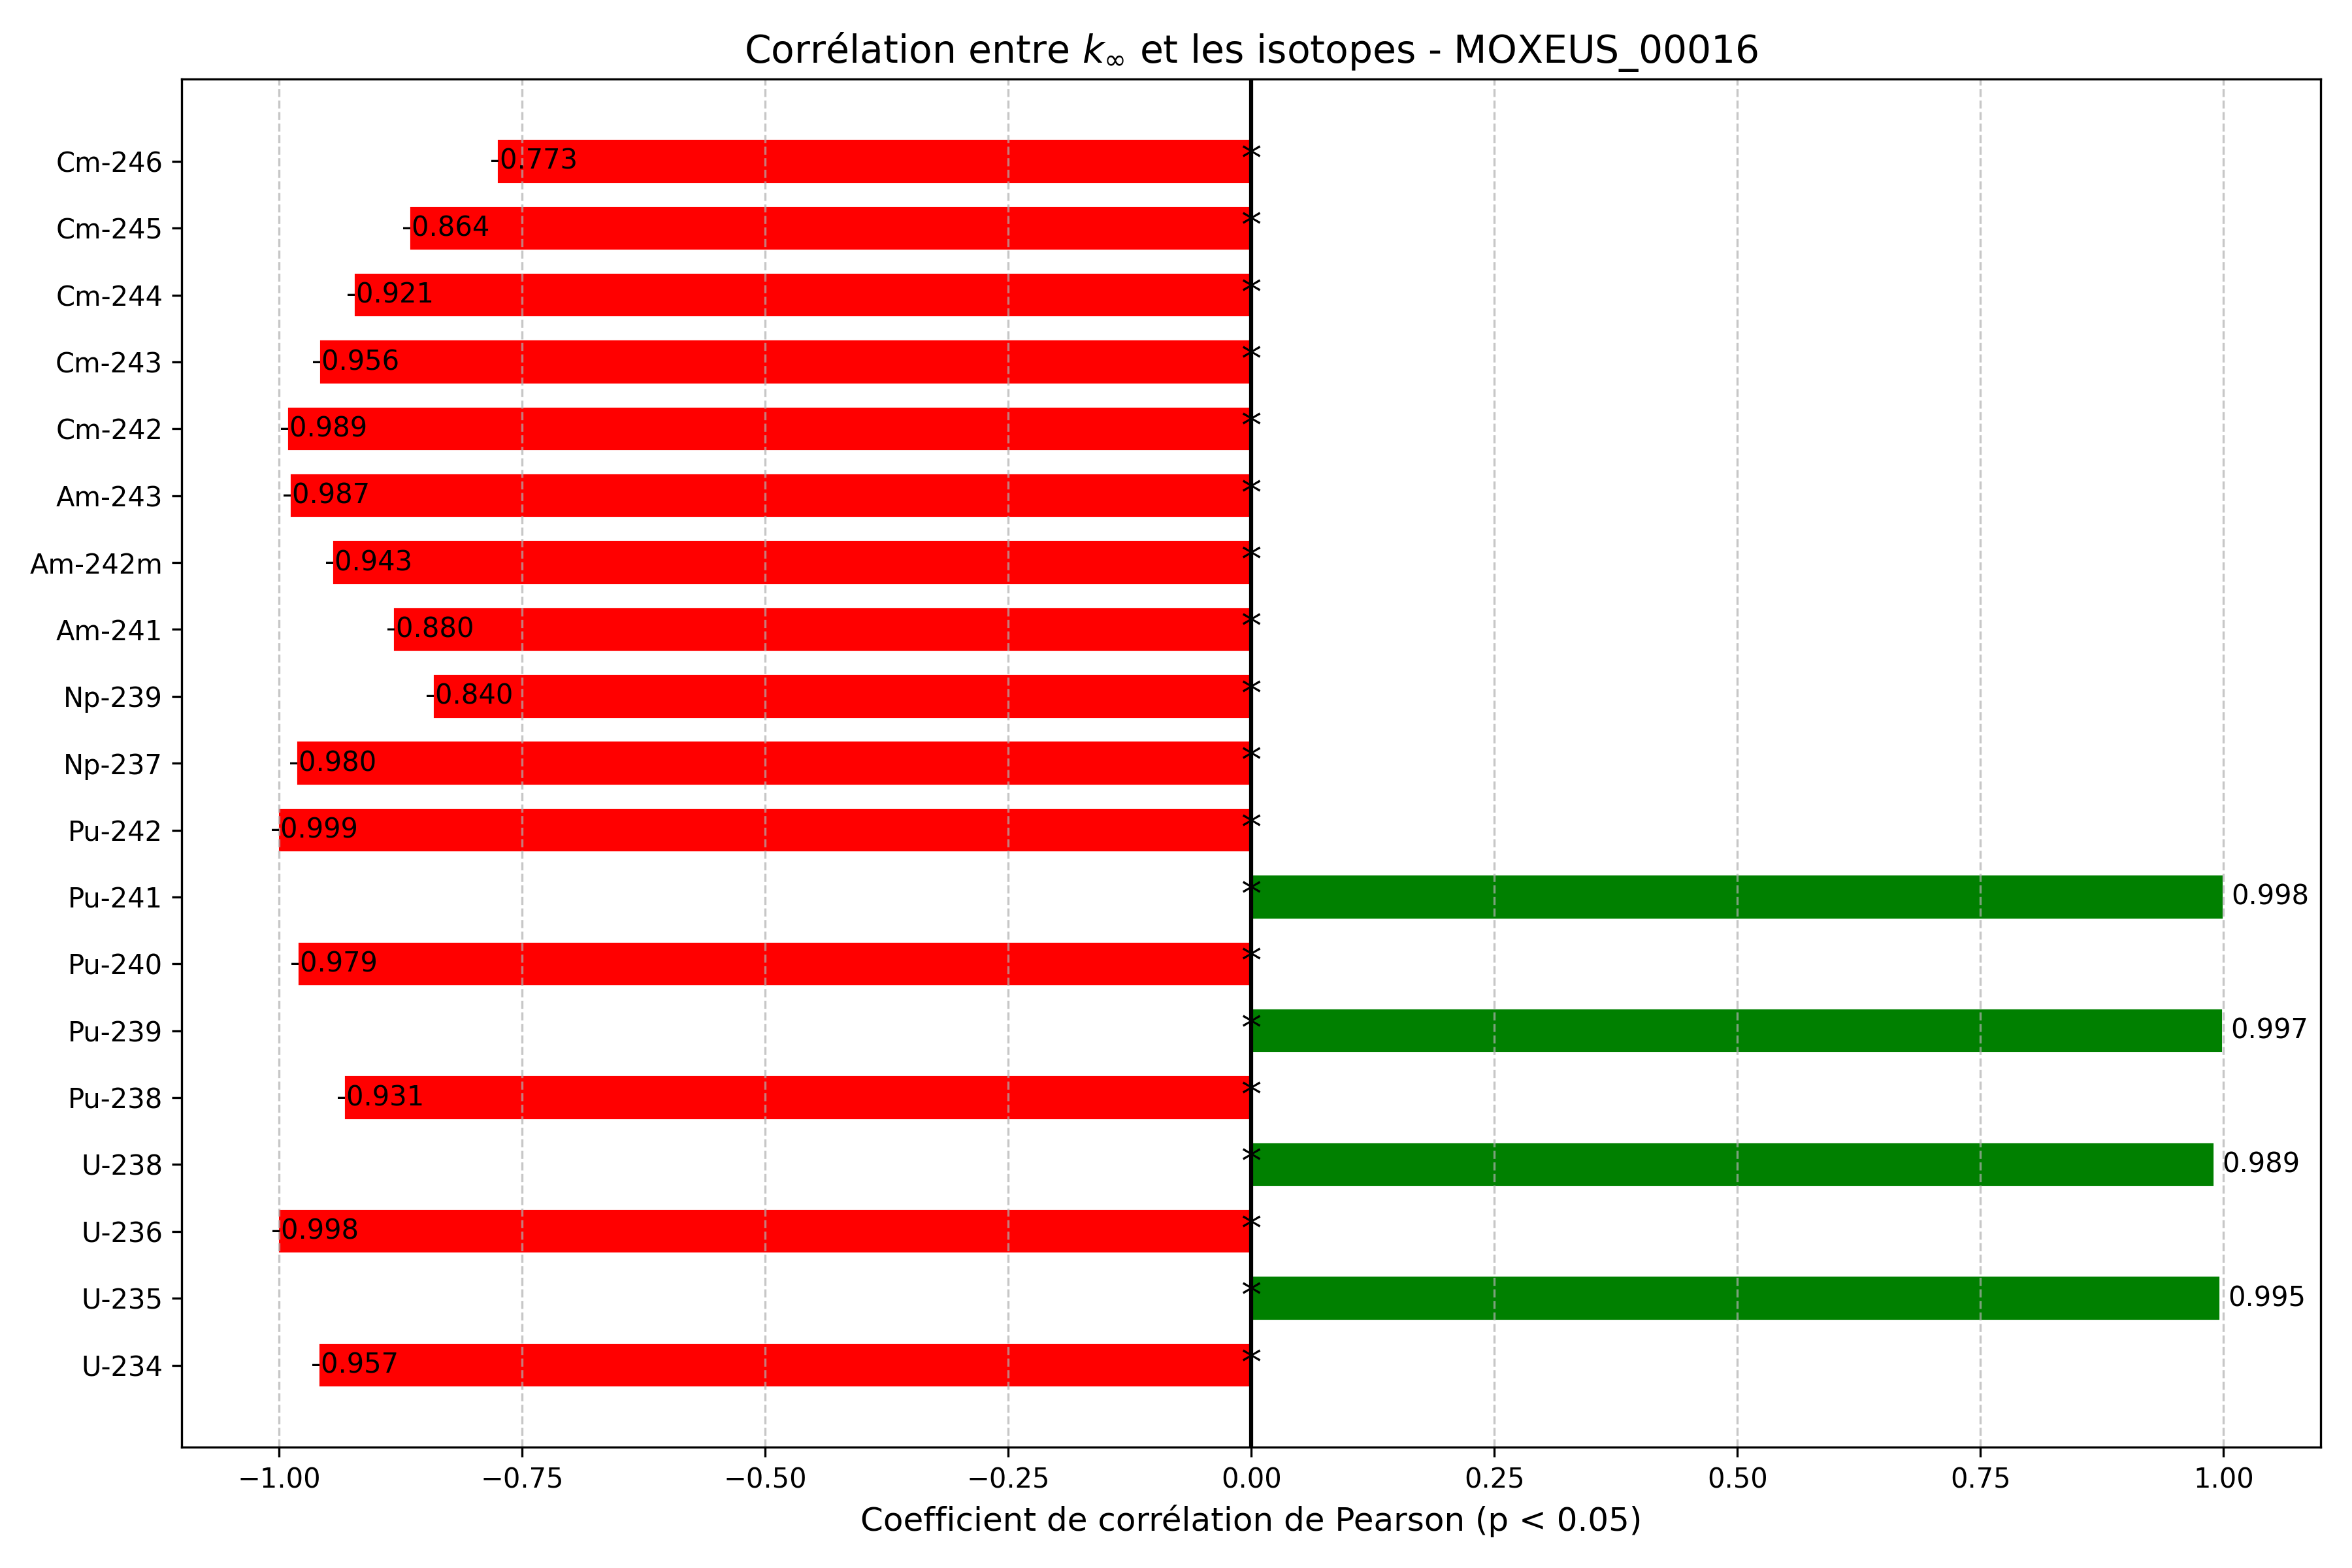 Corrélation entre k∞ et les isotopes - MOXEUS_00016
Cm-246 -0.773 *
Cm-245 -0.864 *
Cm-244 -0.921 *
Cm-243 -0.956 *
Cm-242 -0.989 *
Am-243 -0.987 *
Am-242m -0.943 *
Am-241 -0.880 *
Np-239 -0.840 *
Np-237 -0.980 *
Pu-242 -0.999 *
Pu-241 * 0.998
Pu-240 -0.979 *
Pu-239 * 0.997
Pu-238 -0.931 *
U-238 * 0.989
U-236 -0.998 *
U-235 * 0.995
U-234 -0.957 *
−1.00 −0.75 −0.50 −0.25 0.00 0.25 0.50 0.75 1.00
Coefficient de corrélation de Pearson (p < 0.05)